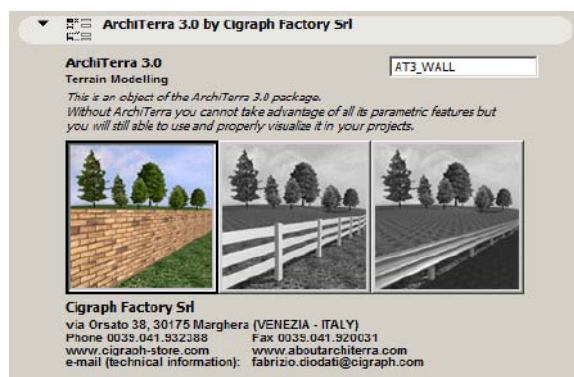 ArchiTerra 3.0 by Cigraph Factory Srl
ArchiTerra 3.0
AT3_WALL
Terrain Modelling
This is an object of the ArchiTerra 3.0 package.
Without ArchiTerra you cannot take advantage of all its parametric features but
you will still able to use and properly visualize it in your projects.
Cigraph Factory Srl
via Orsato 38, 30175 Marghera (VENEZIA - ITALY)
Phone 0039.041.932388 Fax 0039.041.920031
www.cigraph-store.com www.aboutarchiterra.com
e-mail (technical information): fabrizio.diodati@cigraph.com